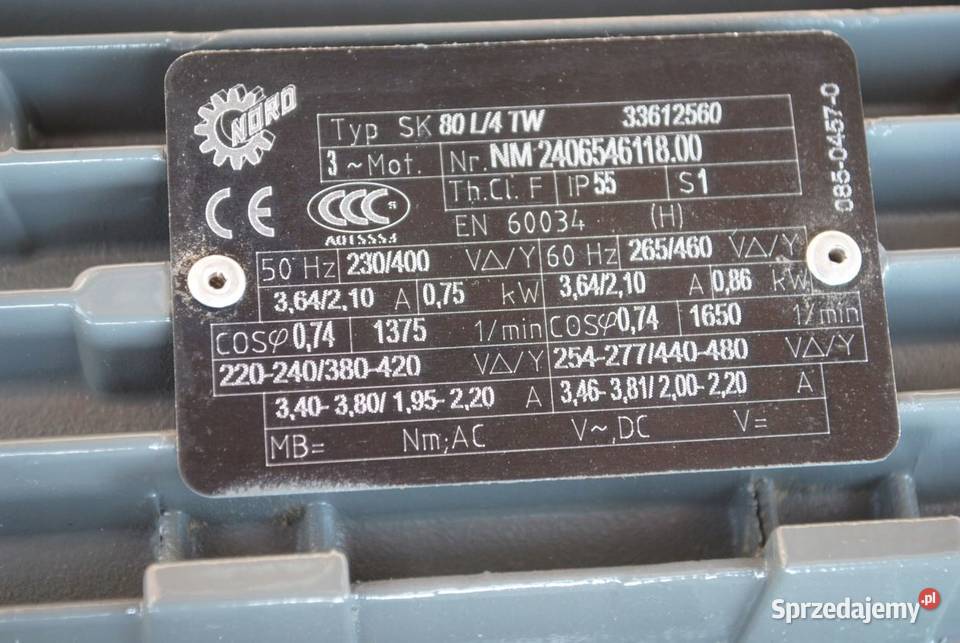 NORD
Typ SK 80 L/4 TW 33612560
3 ~ Mot. Nr. NM 2406546118.00
Th.Cl. F IP 55 S 1
EN 60034 (H)
CE CCC S
A015553
085-0457-0
50 Hz 230/400 V△/Y 60 Hz 265/460 V△/Y
3,64/2,10 A 0,75 kW 3,64/2,10 A 0,86 kW
COSφ 0,74 1375 1/min COSφ 0,74 1650 1/min
220-240/380-420 V△/Y 254-277/440-480 V△/Y
3,40-3,80/1,95-2,20 A 3,46-3,81/2,00-2,20 A
MB= Nm;AC V~,DC V=
Sprzedajemy.pl